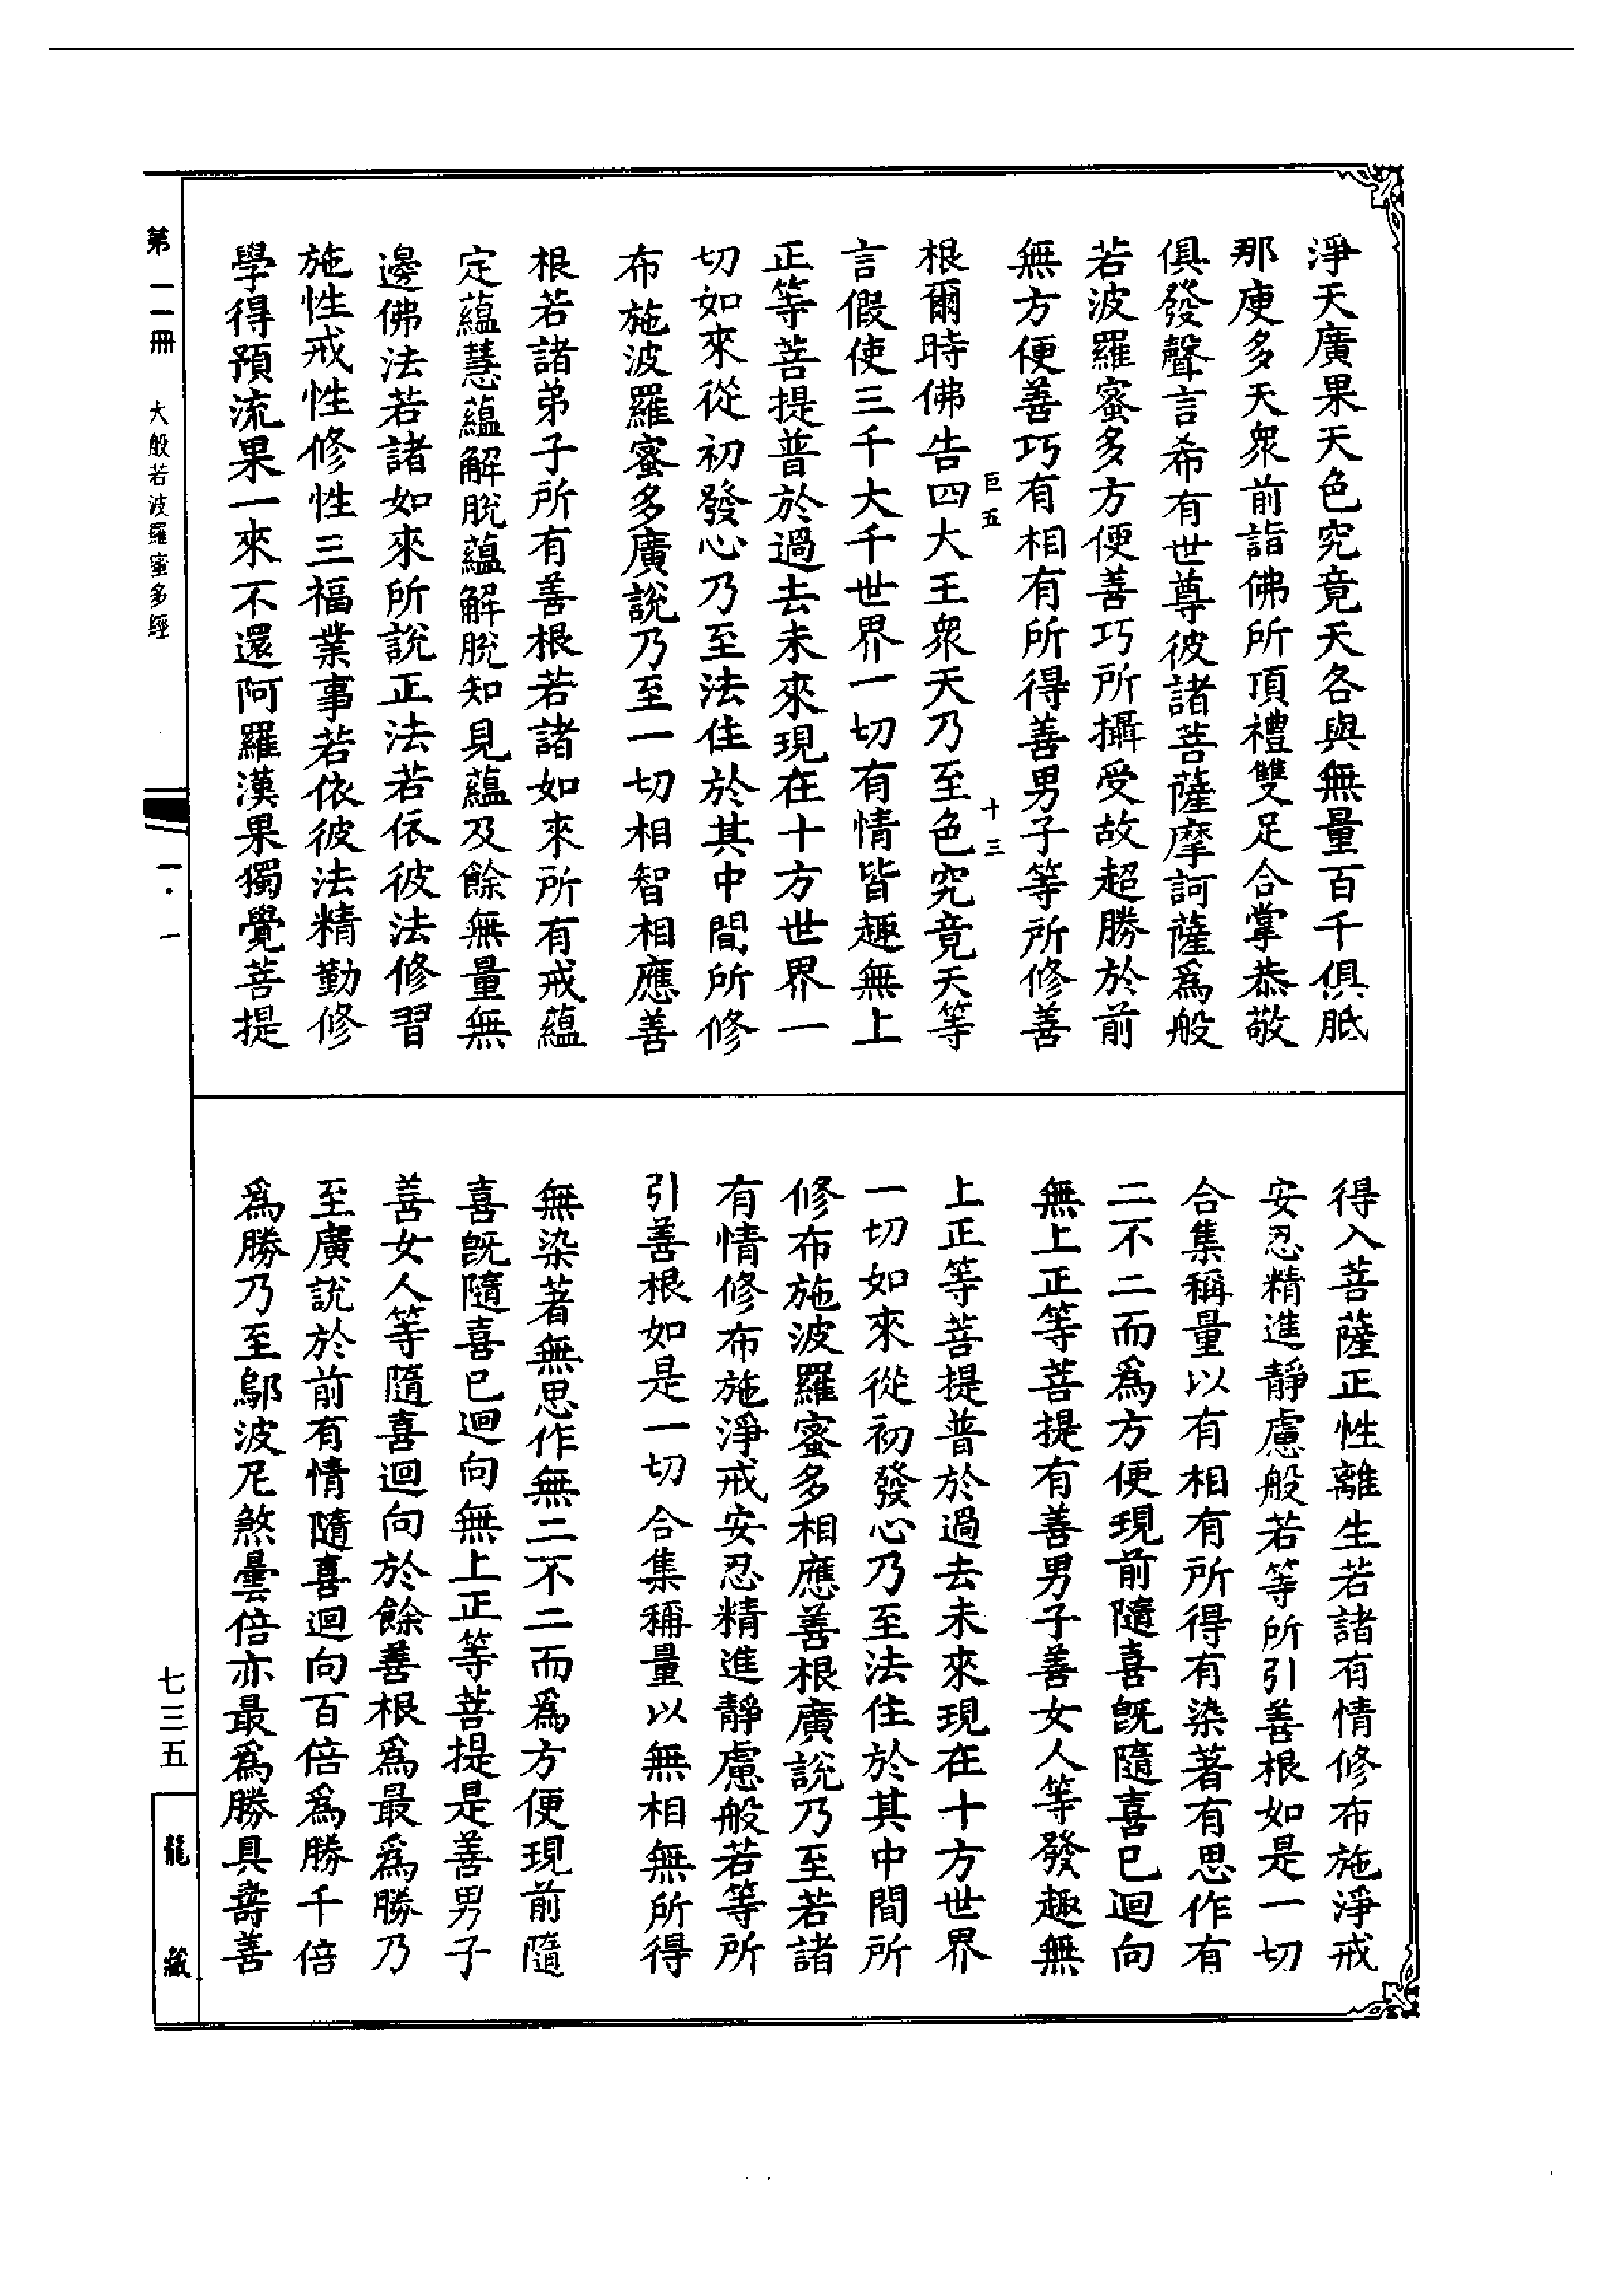 淨天廣果天色究竟天各與無量百千俱胝
那庾多天衆前詣佛所頂禮雙足合掌恭敬
俱發聲言希有世尊彼諸菩薩摩訶薩爲般
若波羅蜜多方便善巧所攝受故超勝於前
無方便善巧有相有所得善男子等所修善
巨五
十三
根爾時佛告四大王衆天乃至色究竟天等
言假使三千大千世界一切有情皆趣無上
正等菩提普於過去未來現在十方世界一
切如來從初發心乃至法住於其中間所修
布施波羅蜜多廣說乃至一切相智相應善
根若諸弟子所有善根若諸如來所有戒蘊
定蘊慧蘊解脫蘊解脫知見蘊及餘無量無
邊佛法若諸如來所說正法若依彼法修習
施性戒性修性三福業事若依彼法精勤修
學得預流果一來不還阿羅漢果獨覺菩提
得入菩薩正性離生若諸有情修布施淨戒
安忍精進靜慮般若等所引善根如是一切
合集稱量以有相有所得有染著有思作有
二不二而爲方便現前隨喜旣隨喜已迴向
無上正等菩提有善男子善女人等發趣無
上正等菩提普於過去未來現在十方世界
一切如來從初發心乃至法住於其中間所
修布施波羅蜜多相應善根廣說乃至若諸
有情修布施淨戒安忍精進靜慮般若等所
引善根如是一切合集稱量以無相無所得
無染著無思作無二不二而爲方便現前隨
喜旣隨喜已迴向無上正等菩提是善男子
善女人等隨喜迴向於餘善根爲最爲勝乃
至廣說於前有情隨喜迴向百倍爲勝千倍
爲勝乃至鄔波尼煞曇倍亦最爲勝具壽善
第二冊 大般若波羅蜜多經
一·一
七三五
龍藏